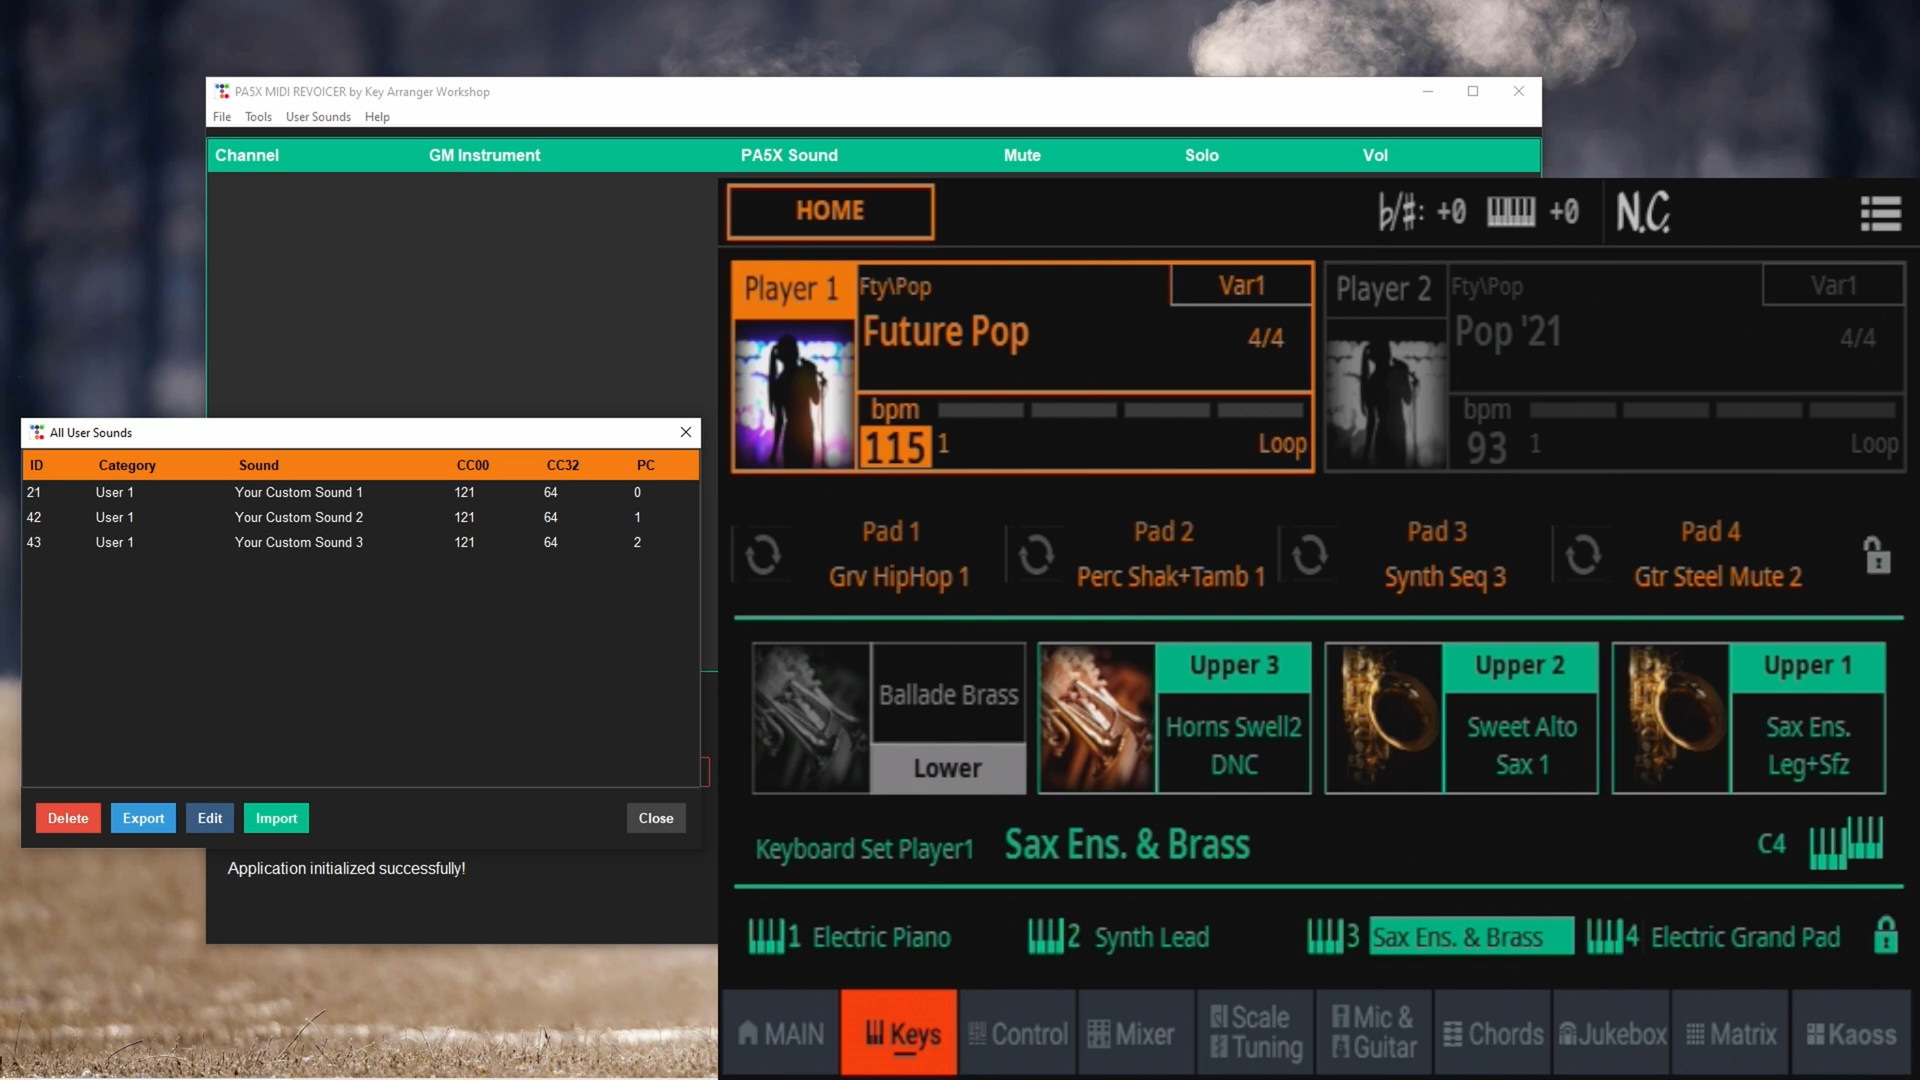 PA5X MIDI REVOICER by Key Arranger Workshop
File Tools User Sounds Help
Channel GM Instrument PA5X Sound Mute Solo Vol
HOME
b/#: +0 +0 N.C.
Player 1 Fty\Pop Var1
Future Pop 4/4
bpm
115 1 Loop
Player 2 Fty\Pop Var1
Pop '21 4/4
bpm
93 1 Loop
All User Sounds
ID Category Sound CC00 CC32 PC
21 User 1 Your Custom Sound 1 121 64 0
42 User 1 Your Custom Sound 2 121 64 1
43 User 1 Your Custom Sound 3 121 64 2
Delete Export Edit Import Close
Application initialized successfully!
Pad 1
Grv HipHop 1
Pad 2
Perc Shak+Tamb 1
Pad 3
Synth Seq 3
Pad 4
Gtr Steel Mute 2
Ballade Brass
Lower
Upper 3
Horns Swell2
DNC
Upper 2
Sweet Alto
Sax 1
Upper 1
Sax Ens.
Leg+Sfz
Keyboard Set Player1 Sax Ens. & Brass C4
1 Electric Piano 2 Synth Lead 3 Sax Ens. & Brass 4 Electric Grand Pad
MAIN Keys Control Mixer
Scale
Tuning
Mic &
Guitar
Chords Jukebox Matrix Kaoss